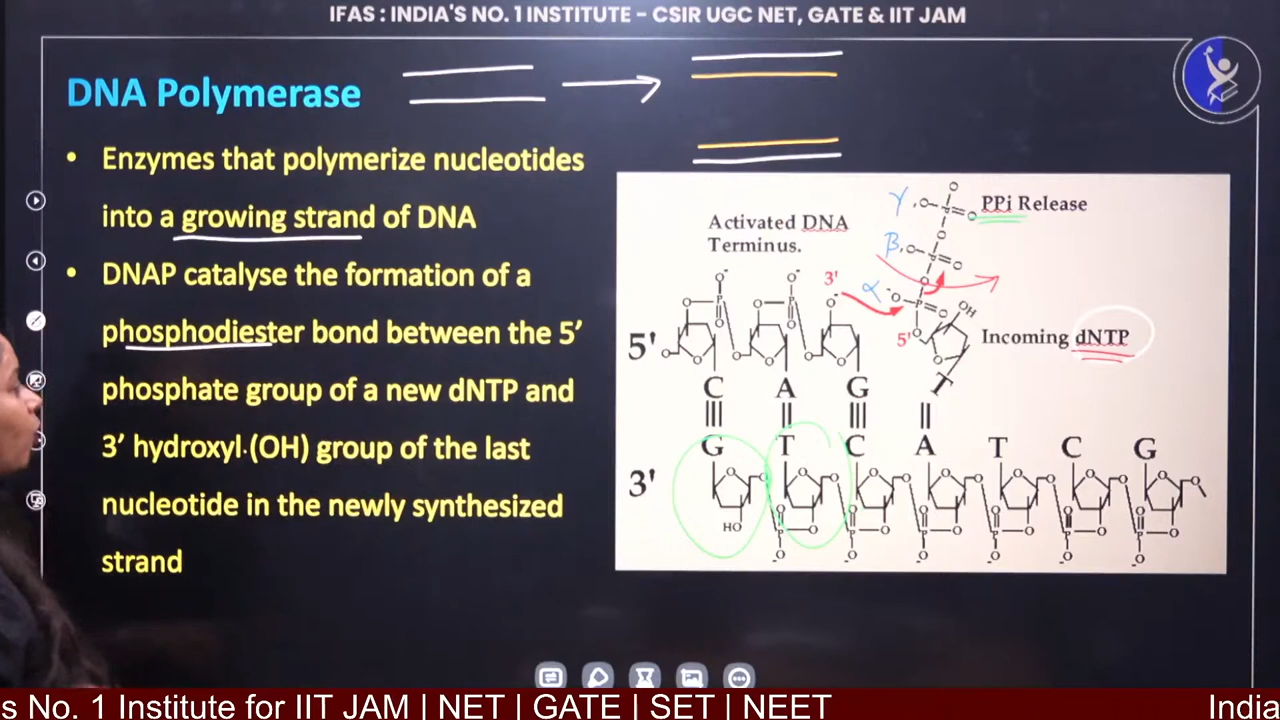 IFAS : INDIA'S NO. 1 INSTITUTE - CSIR UGC NET, GATE & IIT JAM
DNA Polymerase
• Enzymes that polymerize nucleotides
into a growing strand of DNA
• DNAP catalyse the formation of a
phosphodiester bond between the 5’
phosphate group of a new dNTP and
3’ hydroxyl (OH) group of the last
nucleotide in the newly synthesized
strand
Activated DNA
Terminus.
PPi Release
γ
β
α
3'
5'
OH
Incoming dNTP
5'
C A G T
G T C A T C G
3'
HO
s No. 1 Institute for IIT JAM | NET | GATE | SET | NEET
India